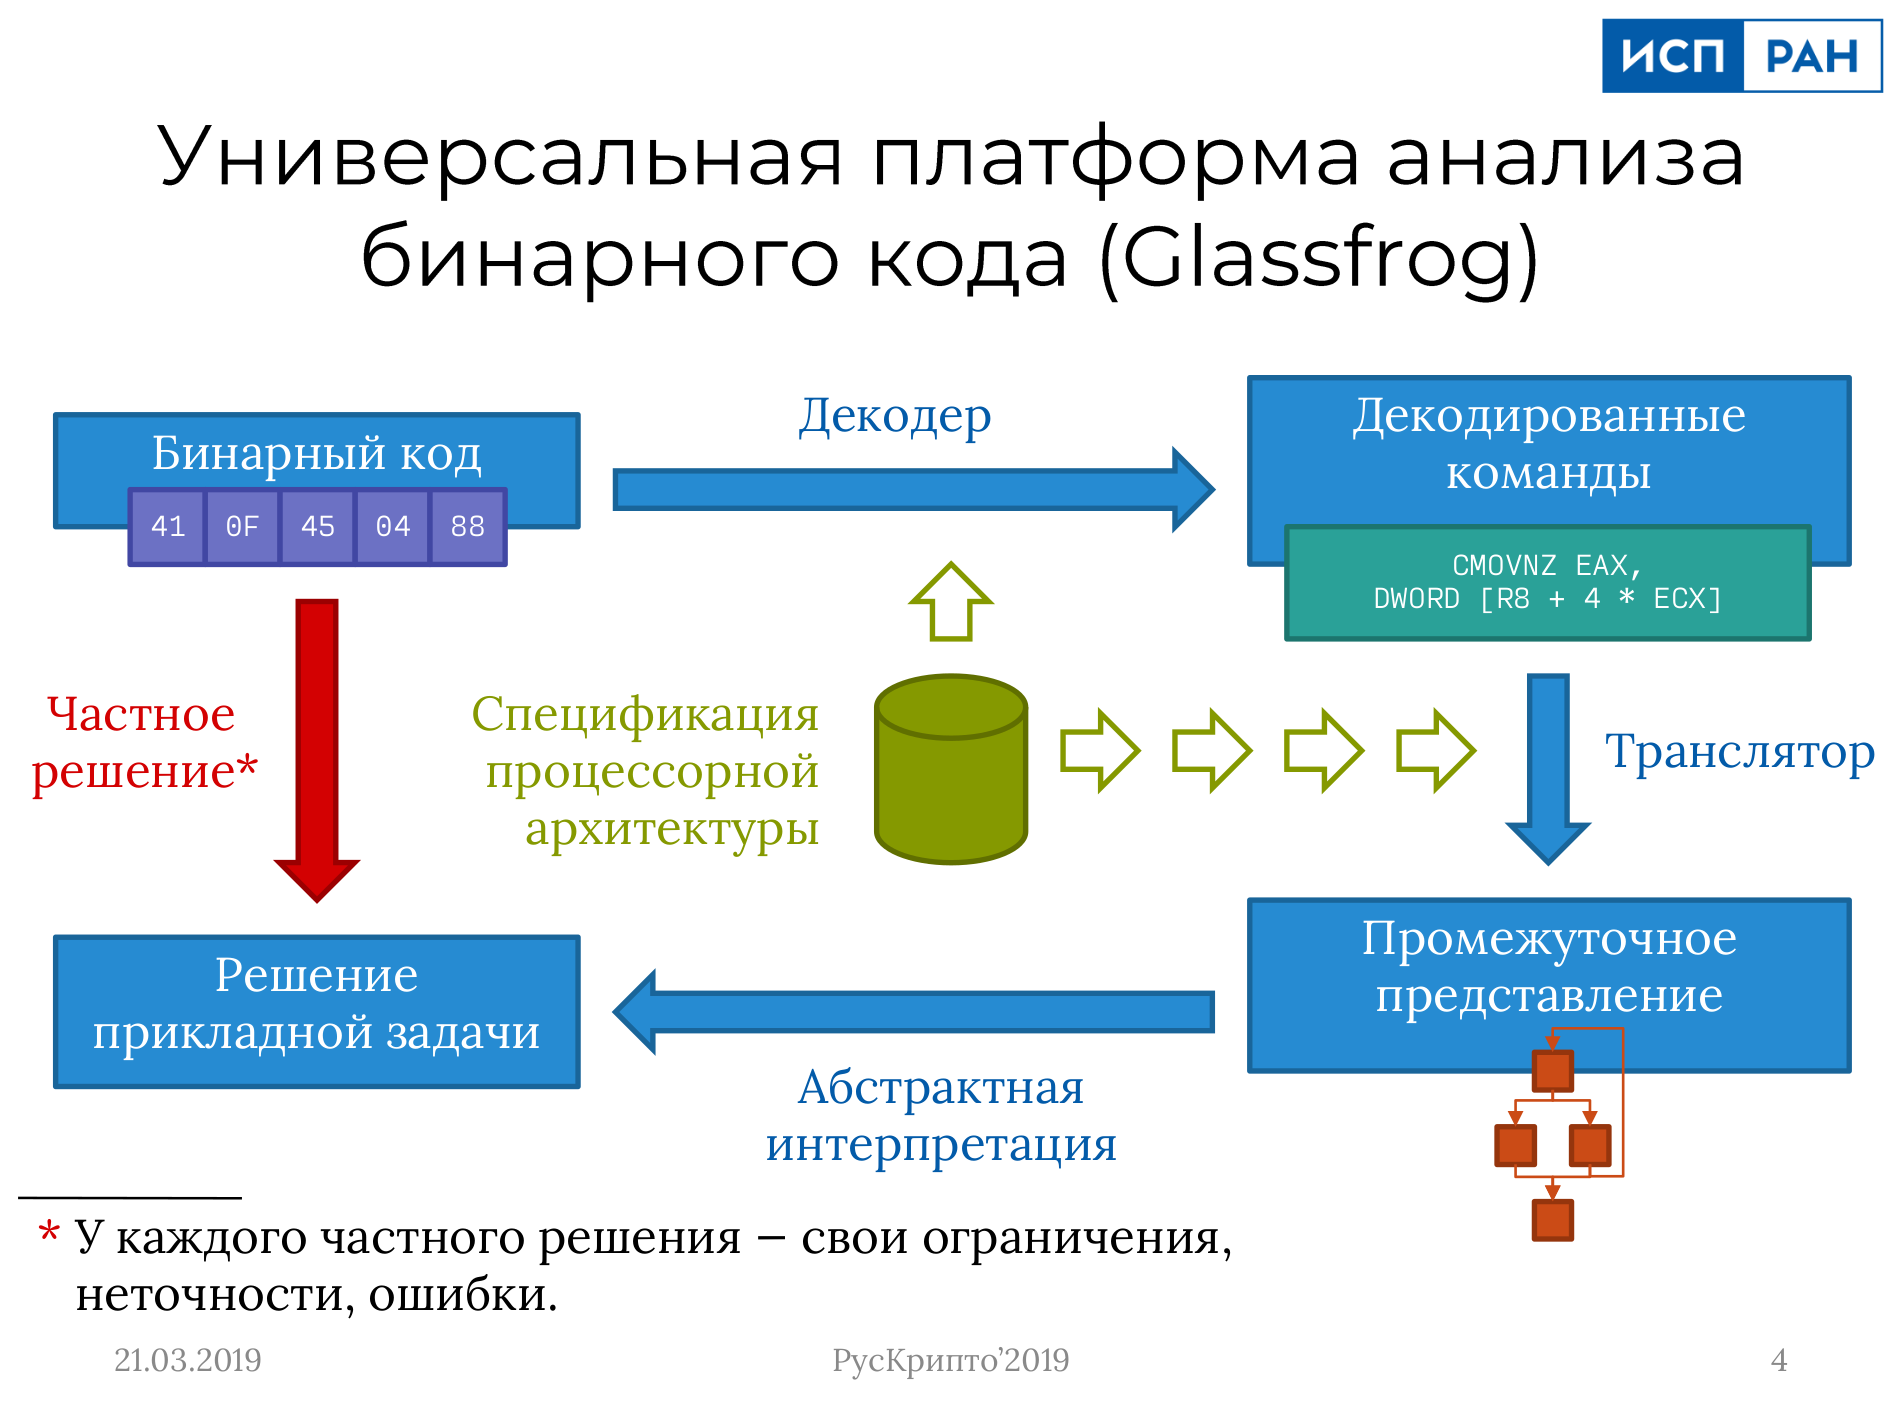 ИСП РАН
Универсальная платформа анализа
бинарного кода (Glassfrog)
Бинарный код
41 0F 45 04 88
Декодер
Декодированные
команды
CMOVNZ EAX,
DWORD [R8 + 4 * ECX]
Частное
решение*
Спецификация
процессорной
архитектуры
Транслятор
Решение
прикладной задачи
Абстрактная
интерпретация
Промежуточное
представление
* У каждого частного решения – свои ограничения,
неточности, ошибки.
21.03.2019
РусКрипто’2019
4